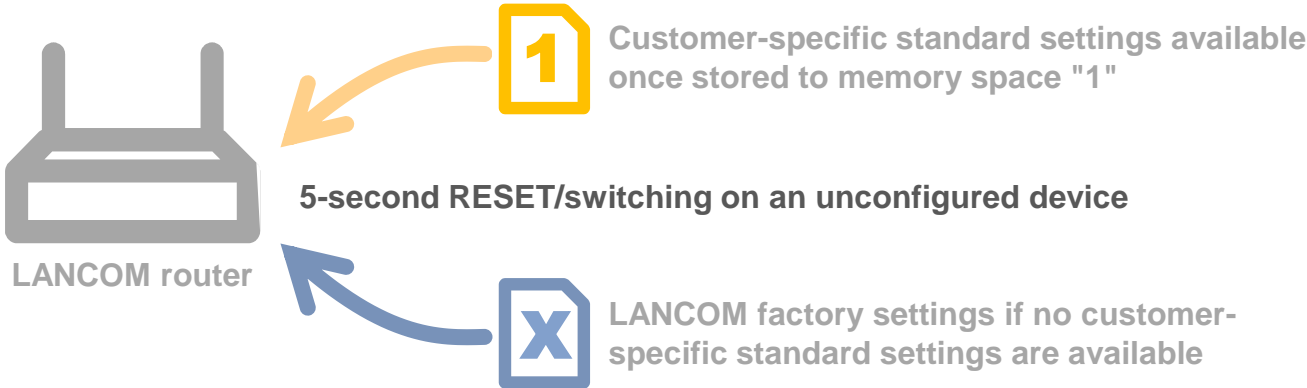 1
Customer-specific standard settings available
once stored to memory space "1"
5-second RESET/switching on an unconfigured device
LANCOM router
X
LANCOM factory settings if no customer-
specific standard settings are available